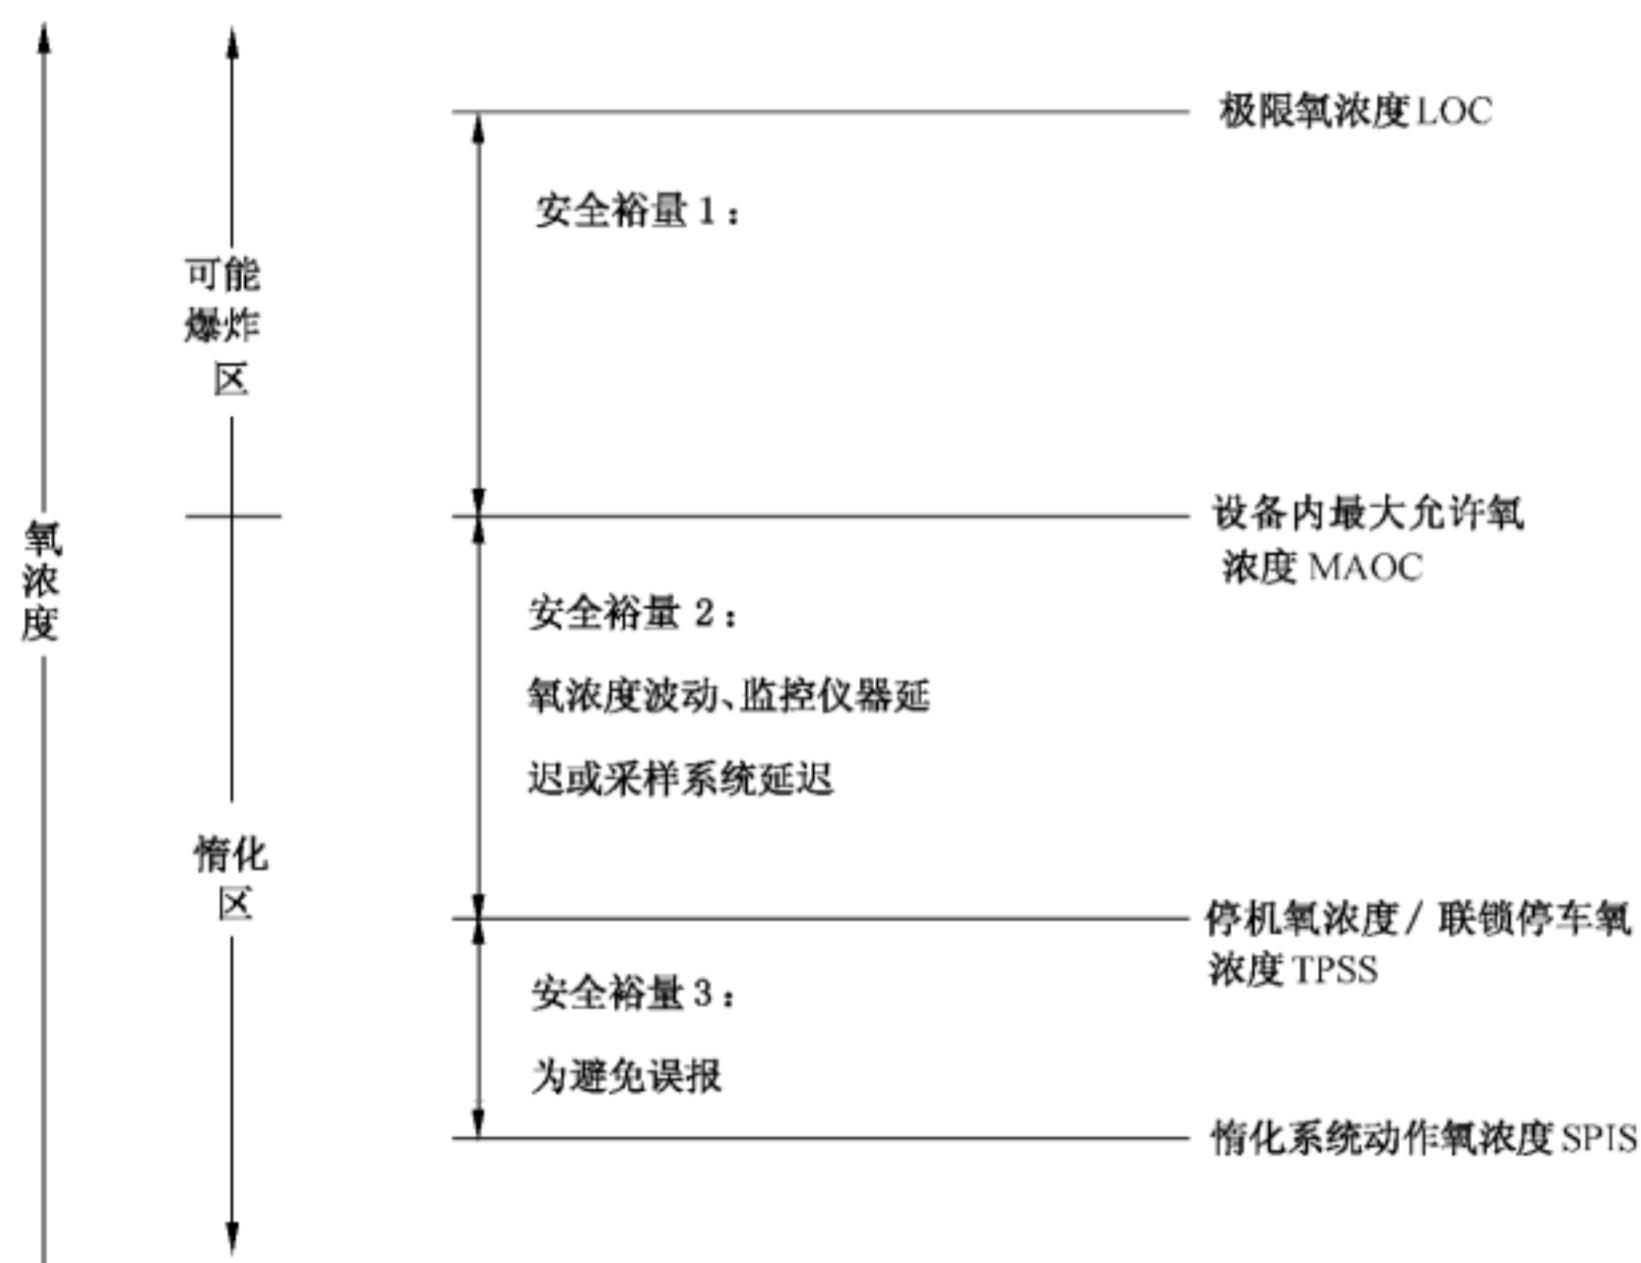 极限氧浓度LOC
安全裕量1：
可能
爆炸
区
设备内最大允许氧
浓度 MAOC
氧
浓
度
安全裕量 2：
氧浓度波动、监控仪器延
迟或采样系统延迟
惰化
区
停机氧浓度/ 联锁停车氧
浓度TPSS
安全裕量3：
为避免误报
惰化系统动作氧浓度SPIS